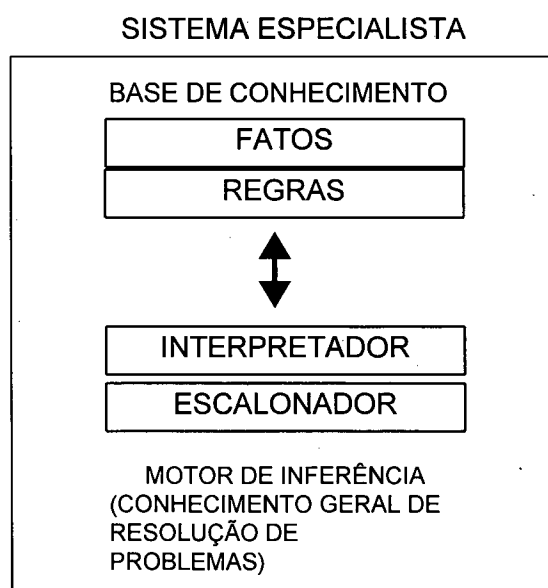 SISTEMA ESPECIALISTA
BASE DE CONHECIMENTO
FATOS
REGRAS
INTERPRETADOR
ESCALONADOR
MOTOR DE INFERÊNCIA
(CONHECIMENTO GERAL DE
RESOLUÇÃO DE
PROBLEMAS)